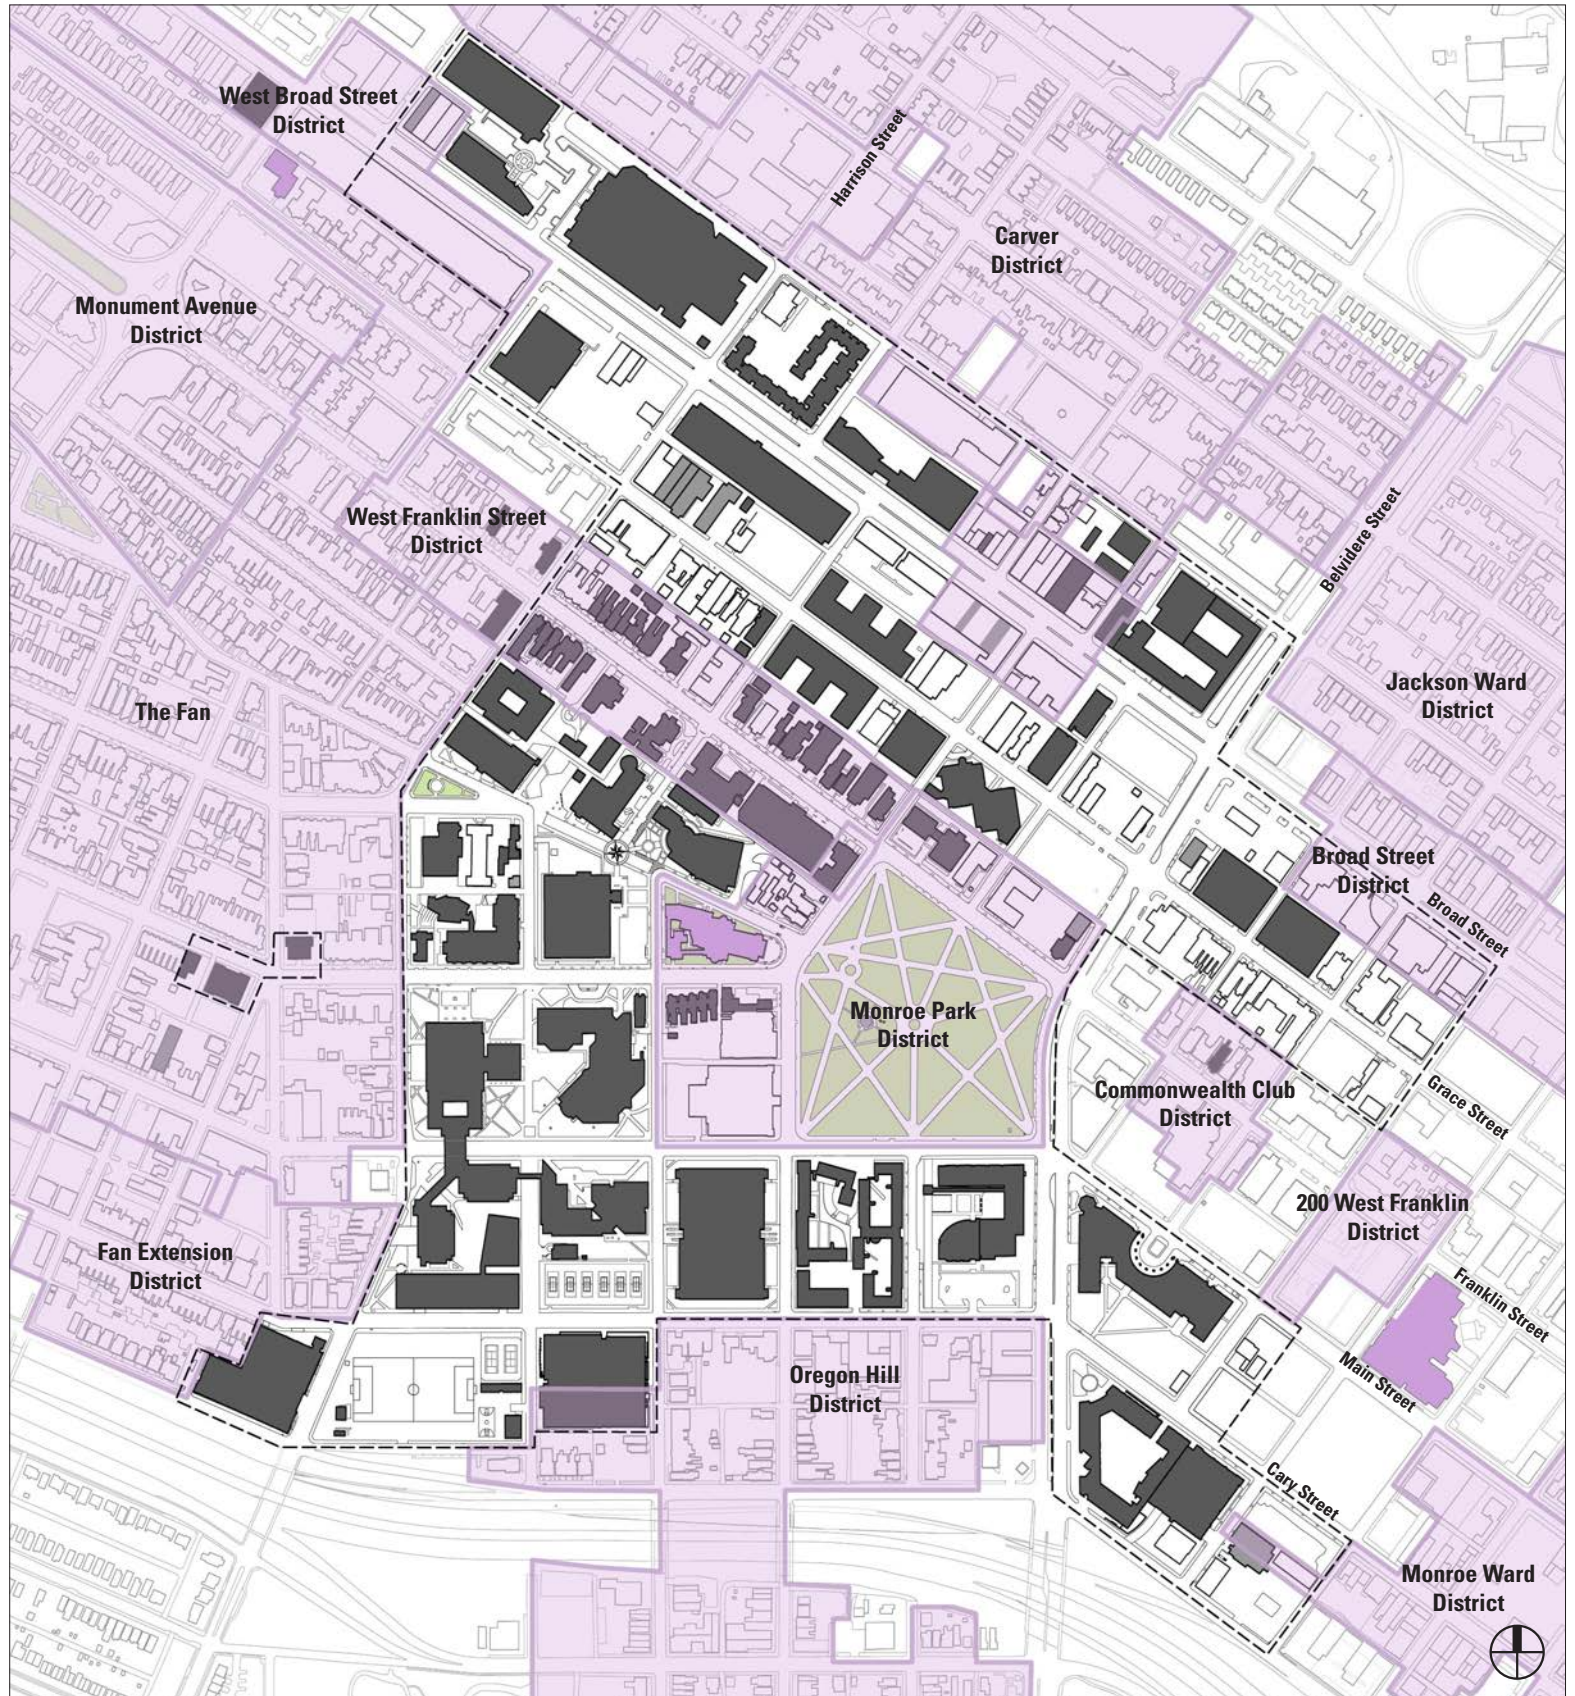 West Broad Street
District
Harrison Street
Carver
District
Monument Avenue
District
West Franklin Street
District
Belvidere Street
Jackson Ward
District
The Fan
Broad Street
District
Broad Street
Monroe Park
District
Commonwealth Club
District
Grace Street
200 West Franklin
District
Fan Extension
District
Franklin Street
Main Street
Oregon Hill
District
Cary Street
Monroe Ward
District